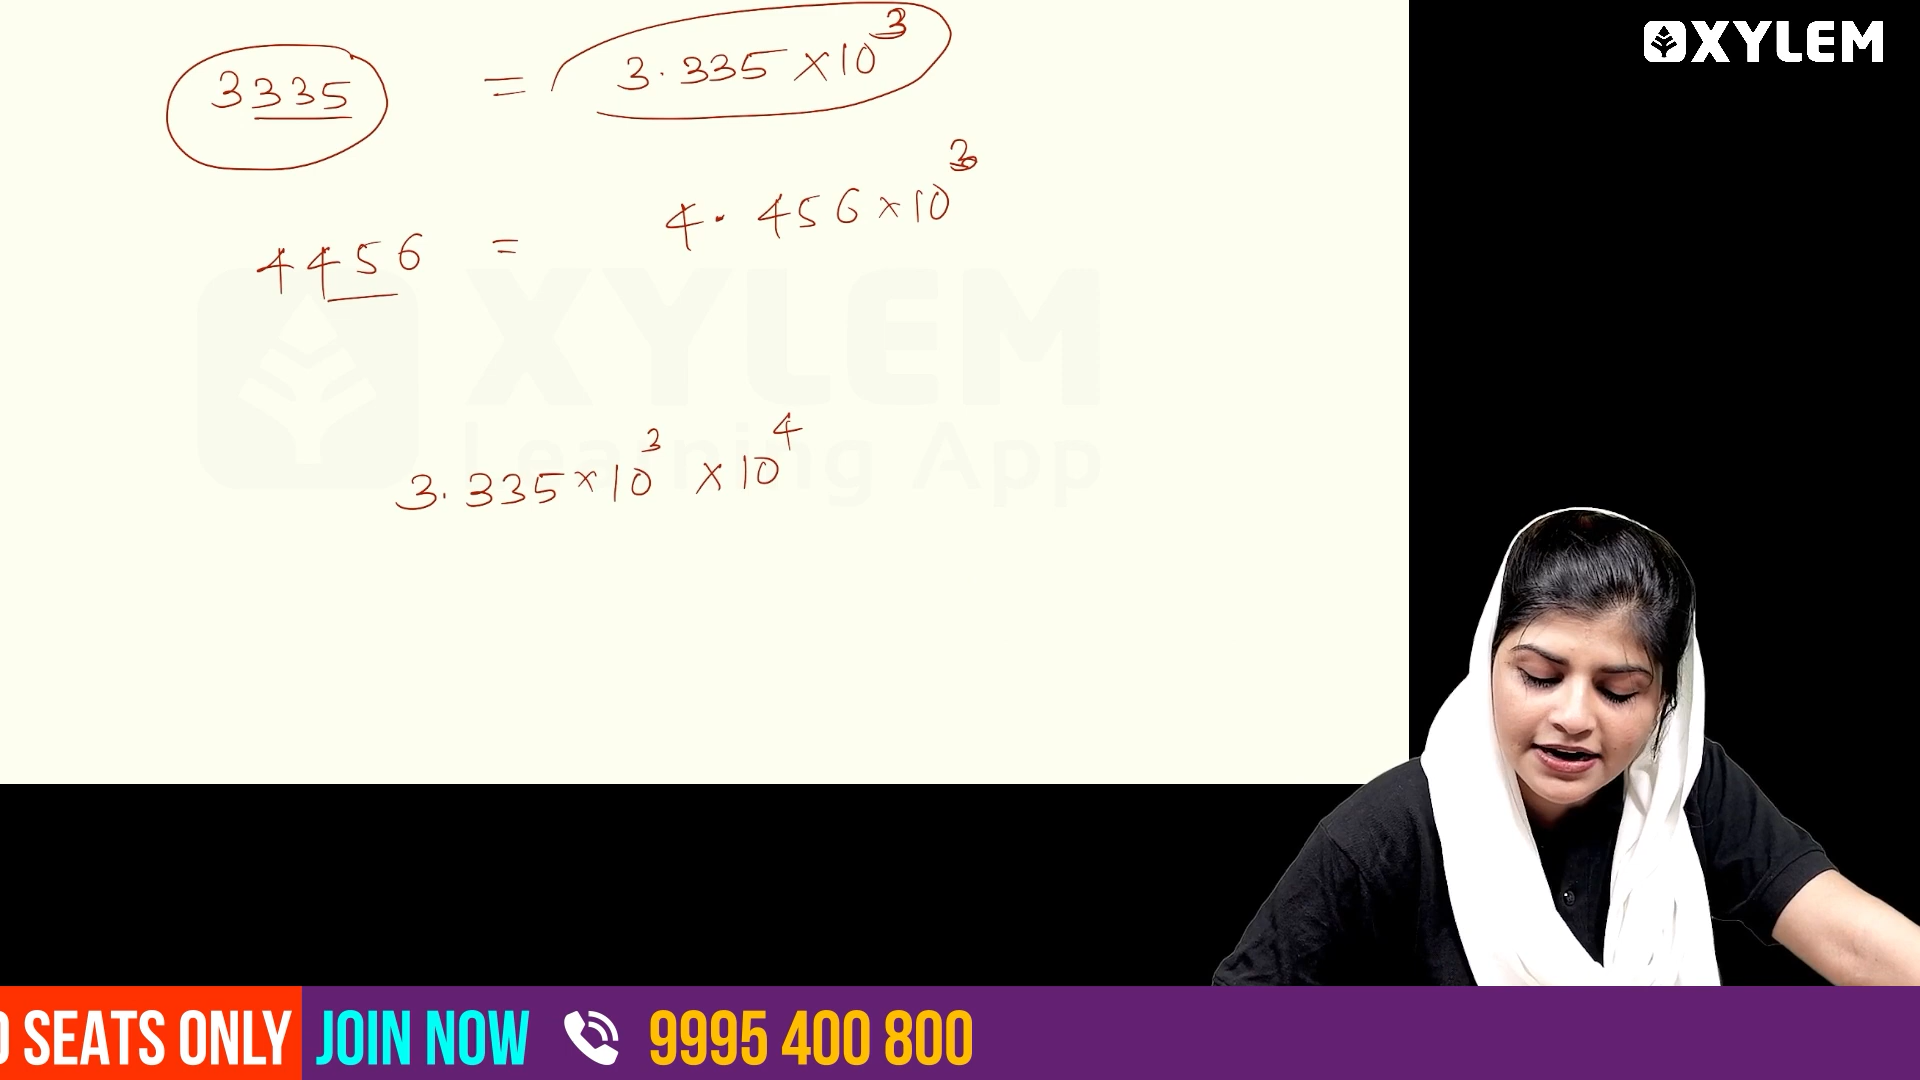 XYLEM
3335 = 3.335 × 10³
4456 = 4.456 × 10³
XYLEM
Learning App
3.335 × 10³ × 10⁴
SEATS ONLY JOIN NOW 9995 400 800